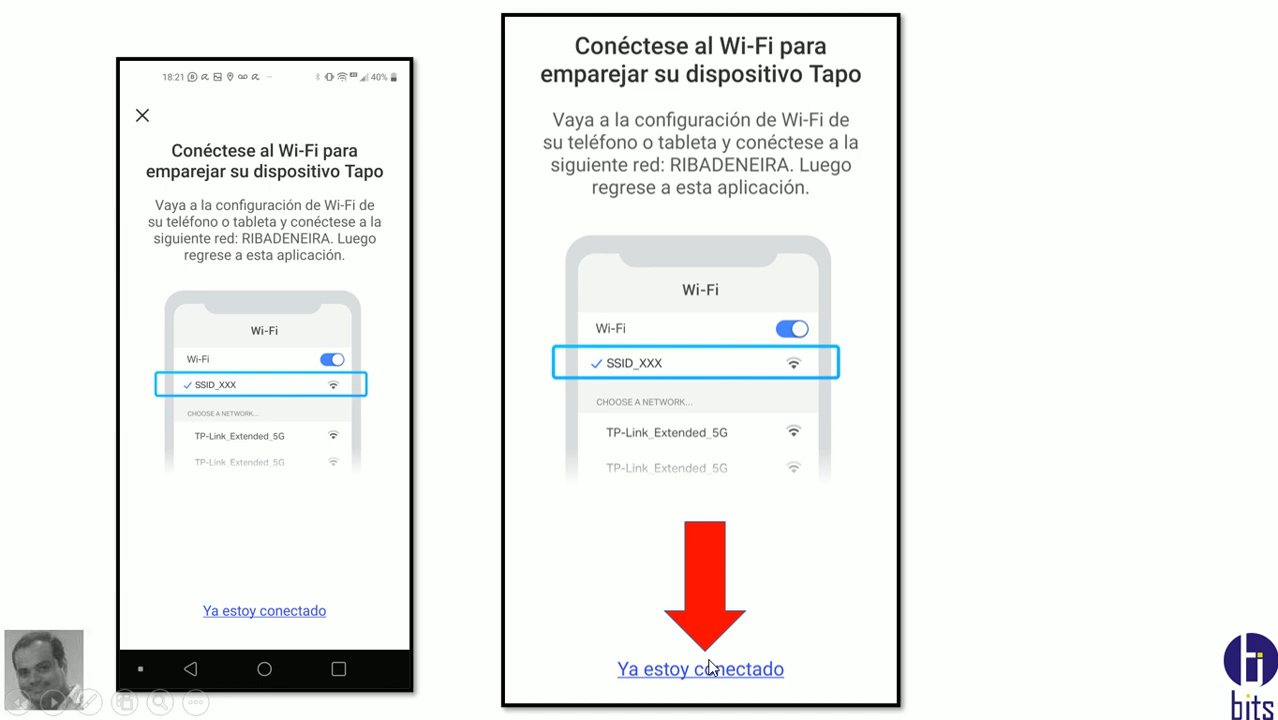 18:21
40%
Conéctese al Wi-Fi para
emparejar su dispositivo Tapo
Vaya a la configuración de Wi-Fi de
su teléfono o tableta y conéctese a la
siguiente red: RIBADENEIRA. Luego
regrese a esta aplicación.
Wi-Fi
Wi-Fi
SSID_XXX
CHOOSE A NETWORK...
TP-Link_Extended_5G
TP-Link_Extended_5G
Ya estoy conectado
Conéctese al Wi-Fi para
emparejar su dispositivo Tapo
Vaya a la configuración de Wi-Fi de
su teléfono o tableta y conéctese a la
siguiente red: RIBADENEIRA. Luego
regrese a esta aplicación.
Wi-Fi
Wi-Fi
SSID_XXX
CHOOSE A NETWORK...
TP-Link_Extended_5G
TP-Link_Extended_5G
Ya estoy conectado
bits